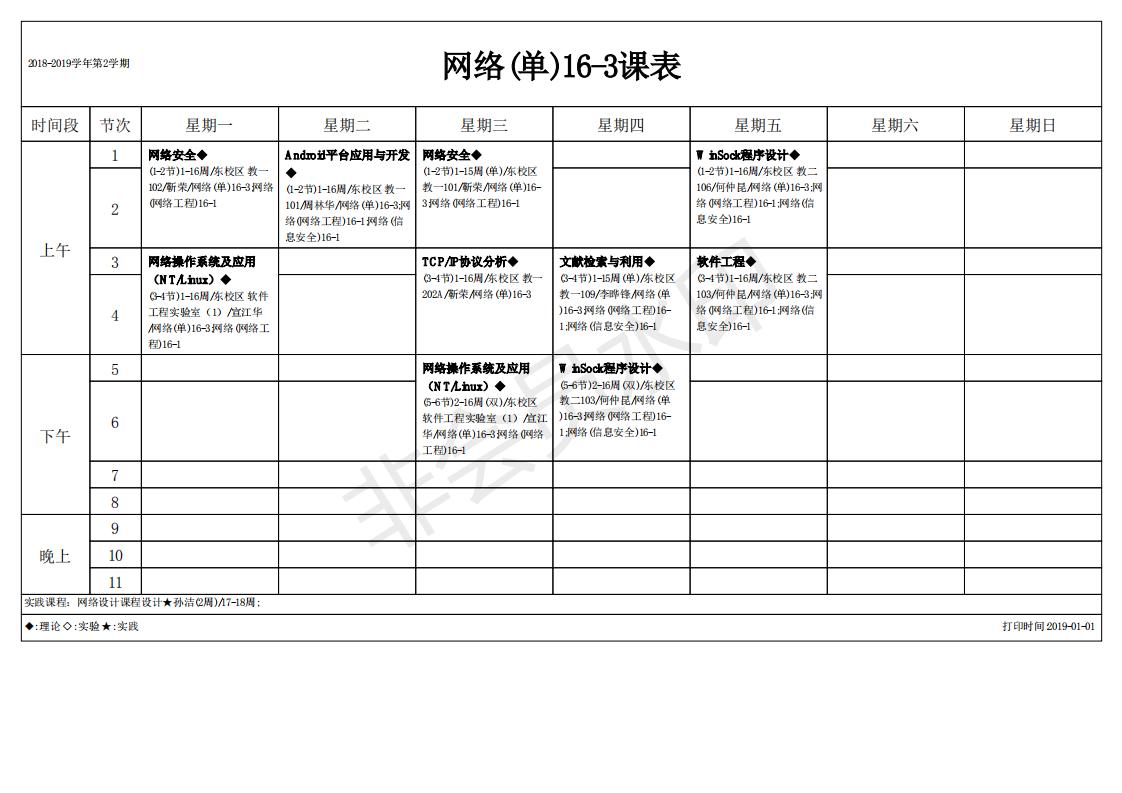 2018-2019学年第2学期
网络(单)16-3课表
时间段 节次 星期一 星期二 星期三 星期四 星期五 星期六 星期日
上午
1
2
网络安全◆
(1-2节)1-16周/东校区 教一
102/靳荣/网络(单)16-3;网络
(网络工程)16-1
Android平台应用与开发
◆
(1-2节)1-16周/东校区 教一
101/周林华/网络(单)16-3;网
络(网络工程)16-1;网络(信
息安全)16-1
网络安全◆
(1-2节)1-15周(单)/东校区
教一101/靳荣/网络(单)16-
3;网络(网络工程)16-1
WinSock程序设计◆
(1-2节)1-16周/东校区 教二
106/何仲昆/网络(单)16-3;网
络(网络工程)16-1;网络(信
息安全)16-1
3
4
网络操作系统及应用
（NT/Linux）◆
(3-4节)1-16周/东校区 软件
工程实验室（1）/宣江华
/网络(单)16-3;网络(网络工
程)16-1
TCP/IP协议分析◆
(3-4节)1-16周/东校区 教一
202A/靳荣/网络(单)16-3
文献检索与利用◆
(3-4节)1-15周(单)/东校区
教一109/李晔锋/网络(单
)16-3;网络(网络工程)16-
1;网络(信息安全)16-1
软件工程◆
(3-4节)1-16周/东校区 教二
103/何仲昆/网络(单)16-3;网
络(网络工程)16-1;网络(信
息安全)16-1
下午
5
6
网络操作系统及应用
（NT/Linux）◆
(5-6节)2-16周(双)/东校区
软件工程实验室（1）/宣江
华/网络(单)16-3;网络(网络
工程)16-1
WinSock程序设计◆
(5-6节)2-16周(双)/东校区
教二103/何仲昆/网络(单
)16-3;网络(网络工程)16-
1;网络(信息安全)16-1
7
8
晚上
9
10
11
实践课程：网络设计课程设计★孙洁(2周)/17-18周;
◆:理论◇:实验★:实践
打印时间:2019-01-01
非会员水印